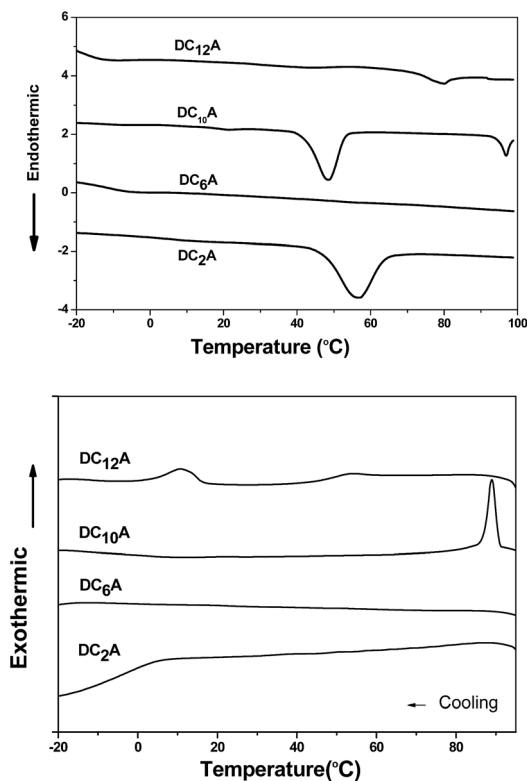 6
4
2
0
-2
-4
Endothermic
DC12A
DC10A
DC6A
DC2A
-20 0 20 40 60 80 100
Temperature (°C)
Exothermic
DC12A
DC10A
DC6A
DC2A
Cooling
-20 0 20 40 60 80
Temperature(°C)